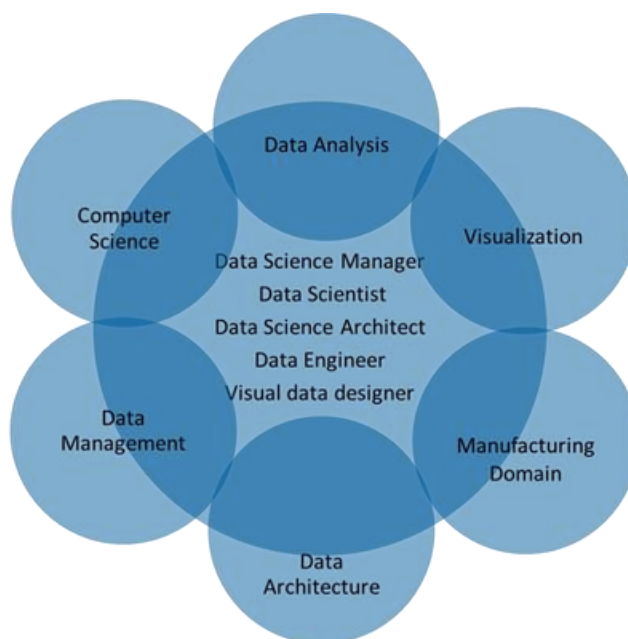 Data Analysis
Computer
Science
Visualization
Data Science Manager
Data Scientist
Data Science Architect
Data Engineer
Visual data designer
Data
Management
Manufacturing
Domain
Data
Architecture